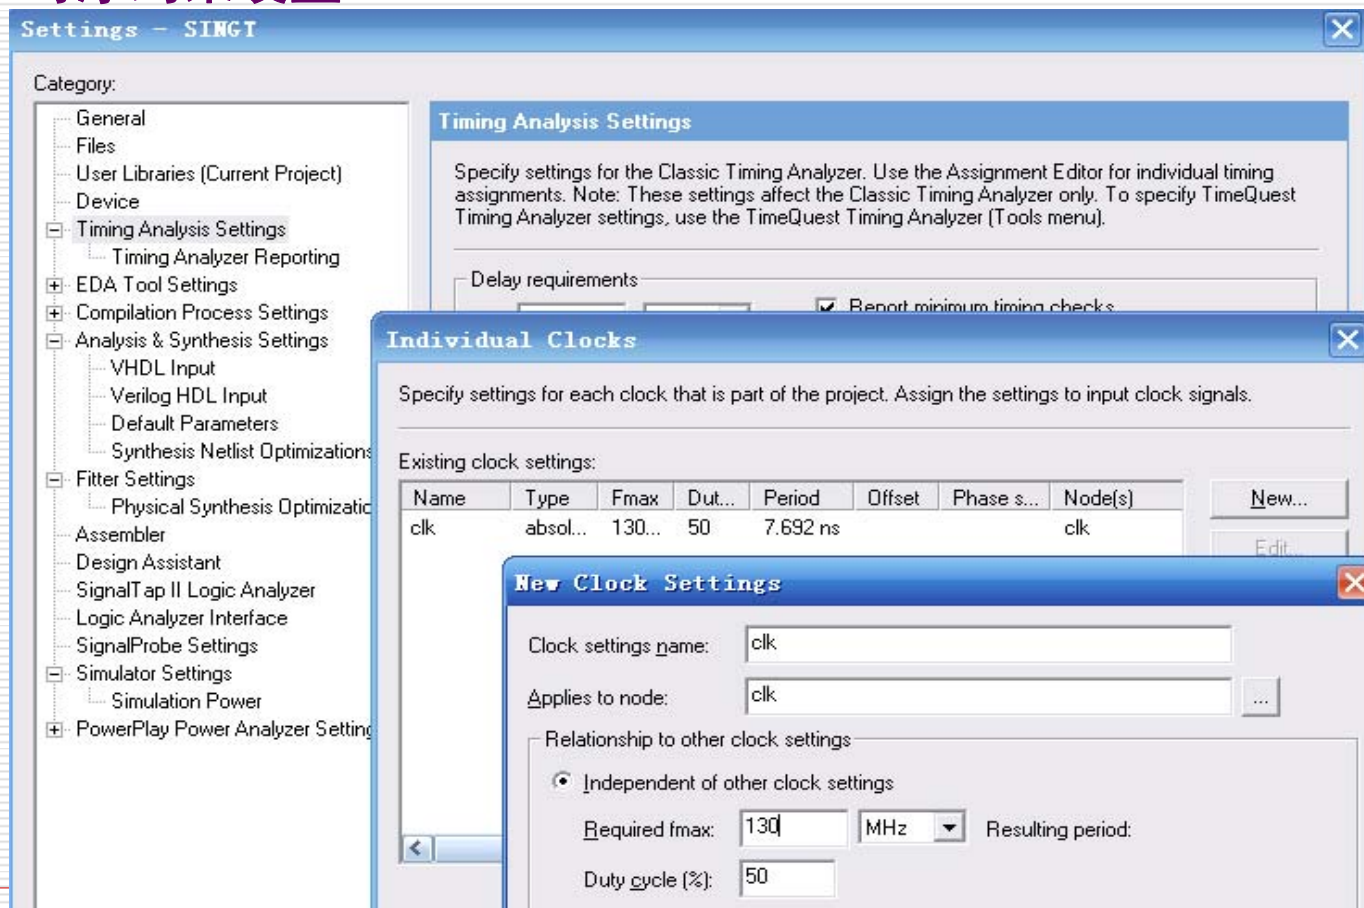 Settings - SINGT
Category:
General
Files
User Libraries (Current Project)
Device
Timing Analysis Settings
Timing Analyzer Reporting
EDA Tool Settings
Compilation Process Settings
Analysis & Synthesis Settings
VHDL Input
Verilog HDL Input
Default Parameters
Synthesis Netlist Optimizations
Fitter Settings
Physical Synthesis Optimizatic
Assembler
Design Assistant
SignalTap II Logic Analyzer
Logic Analyzer Interface
SignalProbe Settings
Simulator Settings
Simulation Power
PowerPlay Power Analyzer Setting
Timing Analysis Settings
Specify settings for the Classic Timing Analyzer. Use the Assignment Editor for individual timing
assignments. Note: These settings affect the Classic Timing Analyzer only. To specify TimeQuest
Timing Analyzer settings, use the TimeQuest Timing Analyzer (Tools menu).
Delay requirements
Report minimum timing checks
Individual Clocks
Specify settings for each clock that is part of the project. Assign the settings to input clock signals.
Existing clock settings:
Name Type Fmax Dut... Period Offset Phase s... Node(s)
clk absol... 130... 50 7.692 ns clk
New...
Edit...
New Clock Settings
Clock settings name: clk
Applies to node: clk ...
Relationship to other clock settings
Independent of other clock settings
Required fmax: 130 MHz Resulting period:
Duty cycle (%): 50